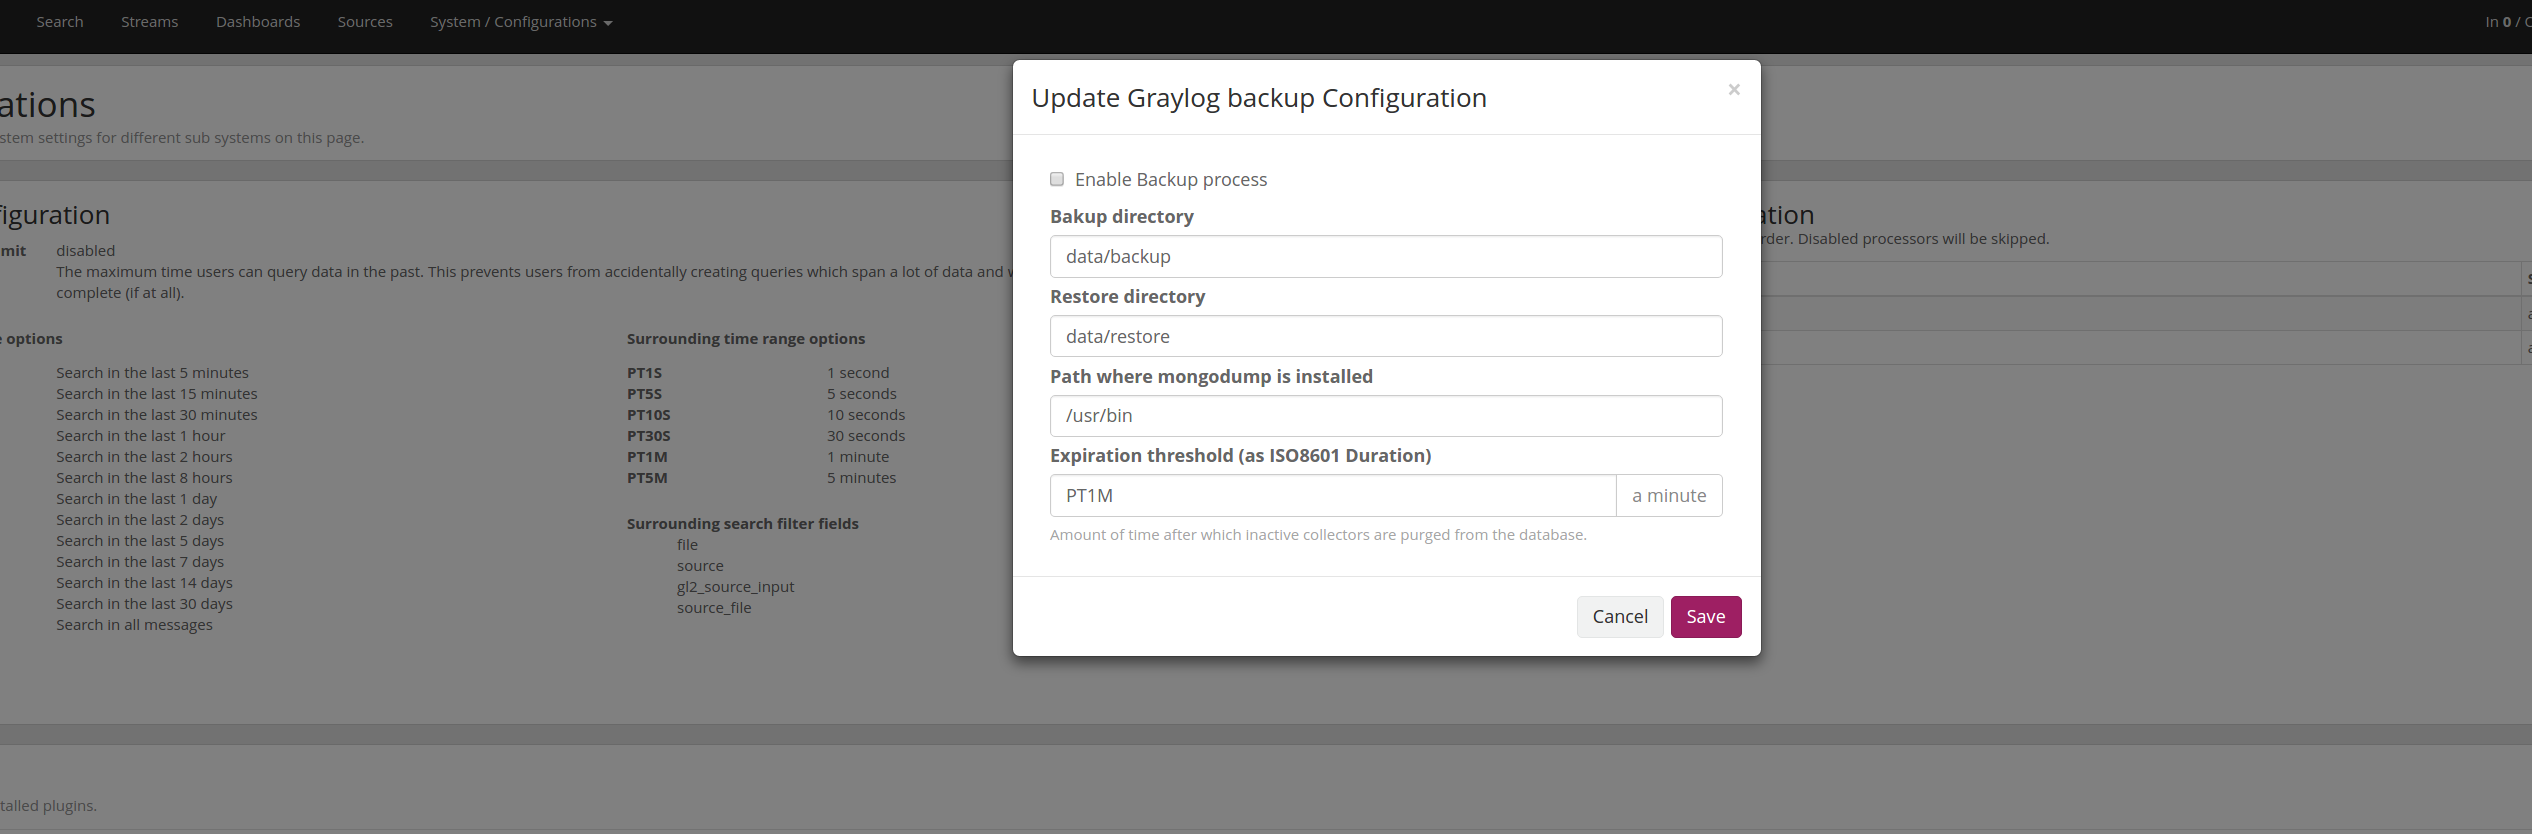 Search Streams Dashboards Sources System / Configurations In 0 /
ations
stem settings for different sub systems on this page.
figuration
mit disabled
The maximum time users can query data in the past. This prevents users from accidentally creating queries which span a lot of data and
complete (if at all).
e options
Search in the last 5 minutes
Search in the last 15 minutes
Search in the last 30 minutes
Search in the last 1 hour
Search in the last 2 hours
Search in the last 8 hours
Search in the last 1 day
Search in the last 2 days
Search in the last 5 days
Search in the last 7 days
Search in the last 14 days
Search in the last 30 days
Search in all messages
Surrounding time range options
PT1S 1 second
PT5S 5 seconds
PT10S 10 seconds
PT30S 30 seconds
PT1M 1 minute
PT5M 5 minutes
Surrounding search filter fields
file
source
gl2_source_input
source_file
Update Graylog backup Configuration ×
Enable Backup process
Bakup directory
data/backup
Restore directory
data/restore
Path where mongodump is installed
/usr/bin
Expiration threshold (as ISO8601 Duration)
PT1M a minute
Amount of time after which inactive collectors are purged from the database.
Cancel Save
ation
rder. Disabled processors will be skipped.
talled plugins.